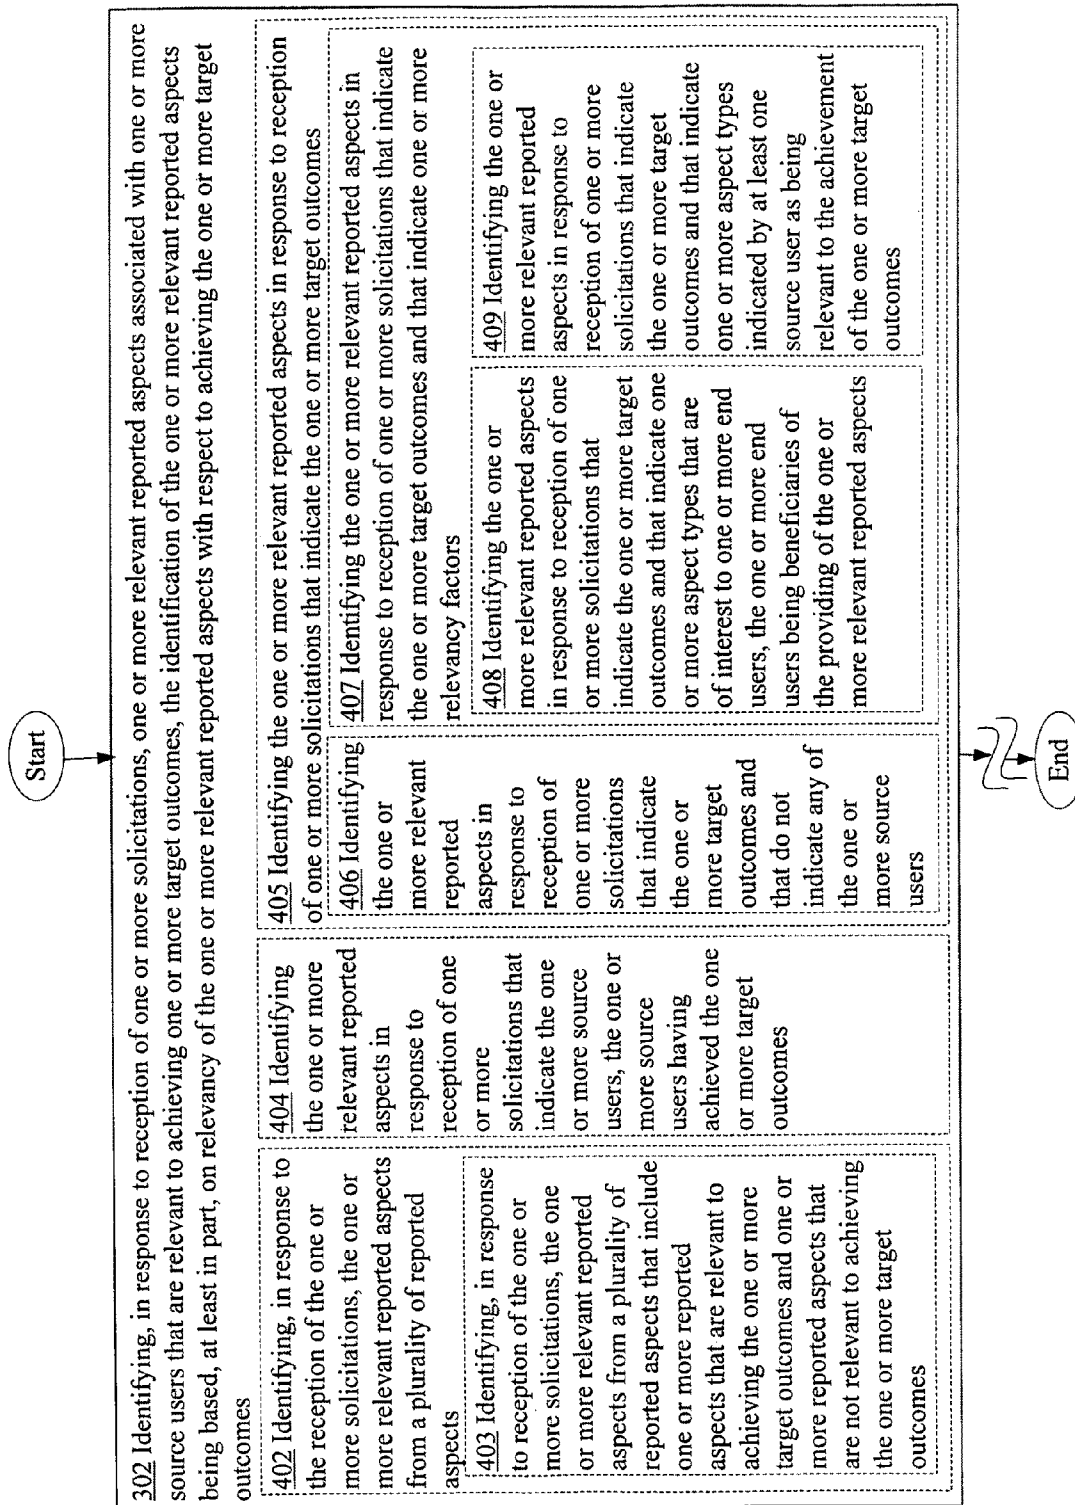 Start
302 Identifying, in response to reception of one or more solicitations, one or more relevant reported aspects associated with one or more
source users that are relevant to achieving one or more target outcomes, the identification of the one or more relevant reported aspects
being based, at least in part, on relevancy of the one or more relevant reported aspects with respect to achieving the one or more target
outcomes
402 Identifying, in response to
the reception of the one or
more solicitations, the one or
more relevant reported aspects
from a plurality of reported
aspects
403 Identifying, in response
to reception of the one or
more solicitations, the one
or more relevant reported
aspects from a plurality of
reported aspects that include
one or more reported
aspects that are relevant to
achieving the one or more
target outcomes and one or
more reported aspects that
are not relevant to achieving
the one or more target
outcomes
404 Identifying
the one or more
relevant reported
aspects in
response to
reception of one
or more
solicitations that
indicate the one
or more source
users, the one or
more source
users having
achieved the one
or more target
outcomes
405 Identifying the one or more relevant reported aspects in response to reception
of one or more solicitations that indicate the one or more target outcomes
406 Identifying
the one or
more relevant
reported
aspects in
response to
reception of
one or more
solicitations
that indicate
the one or
more target
outcomes and
that do not
indicate any of
the one or
more source
users
407 Identifying the one or more relevant reported aspects in
response to reception of one or more solicitations that indicate
the one or more target outcomes and that indicate one or more
relevancy factors
408 Identifying the one or
more relevant reported aspects
in response to reception of one
or more solicitations that
indicate the one or more target
outcomes and that indicate one
or more aspect types that are
of interest to one or more end
users, the one or more end
users being beneficiaries of
the providing of the one or
more relevant reported aspects
409 Identifying the one or
more relevant reported
aspects in response to
reception of one or more
solicitations that indicate
the one or more target
outcomes and that indicate
one or more aspect types
indicated by at least one
source user as being
relevant to the achievement
of the one or more target
outcomes
End